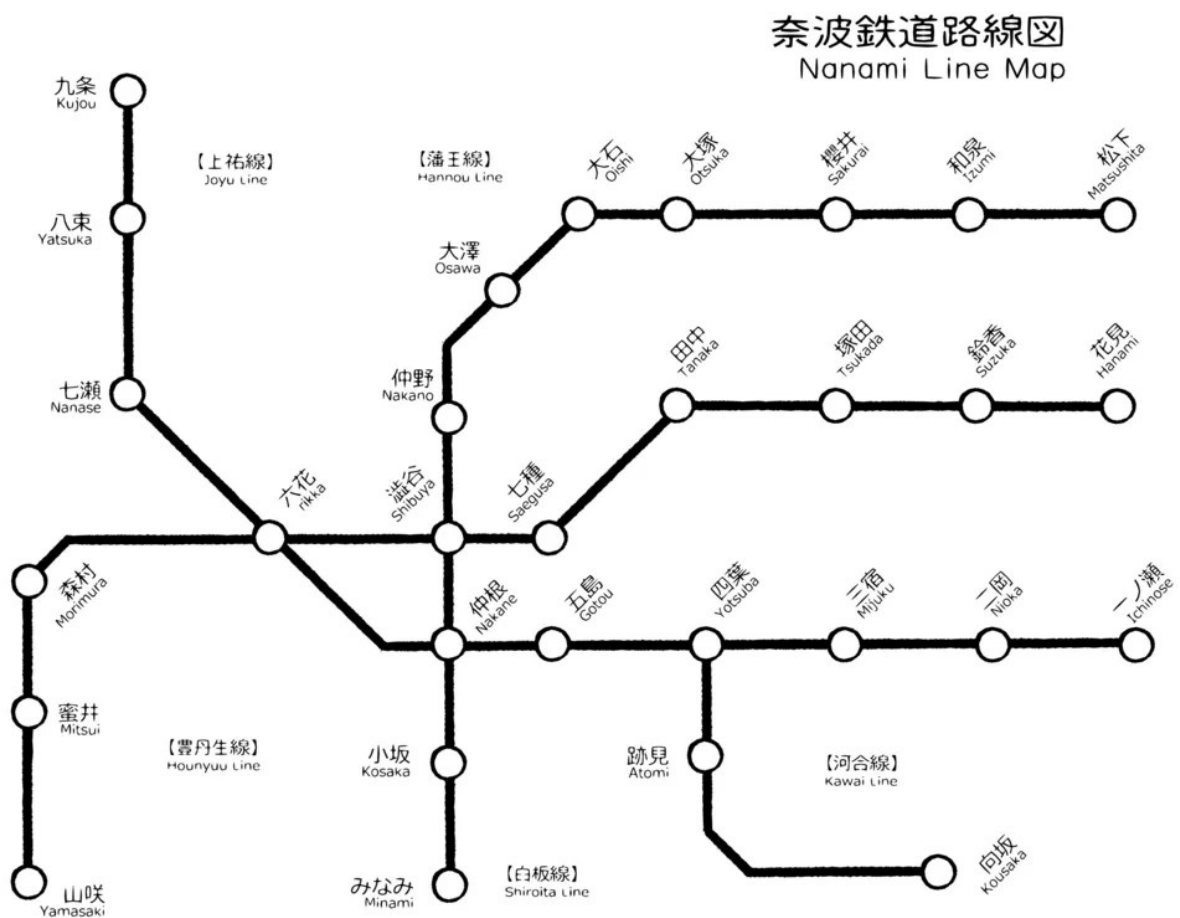 奈波鉄道路線図
Nanami Line Map
九条
Kujou
【上祐線】
Joyu Line
【藩王線】
Hannou Line
大石
Oishi
大塚
Otsuka
櫻井
Sakurai
和泉
Izumi
松下
Matsushita
八束
Yatsuka
大澤
Osawa
七瀬
Nanase
仲野
Nakano
田中
Tanaka
塚田
Tsukada
鈴香
Suzuka
花見
Hanami
六花
rikka
澁谷
Shibuya
七種
Saegusa
森村
Morimura
仲根
Nakane
五島
Gotou
四葉
Yotsuba
三宿
Mijuku
二岡
Nioka
一ノ瀬
Ichinose
蜜井
Mitsui
【豊丹生線】
Hounyuu Line
小坂
Kosaka
跡見
Atomi
【河合線】
Kawai Line
山咲
Yamasaki
みなみ
Minami
【白板線】
Shiroita Line
向坂
Kousaka